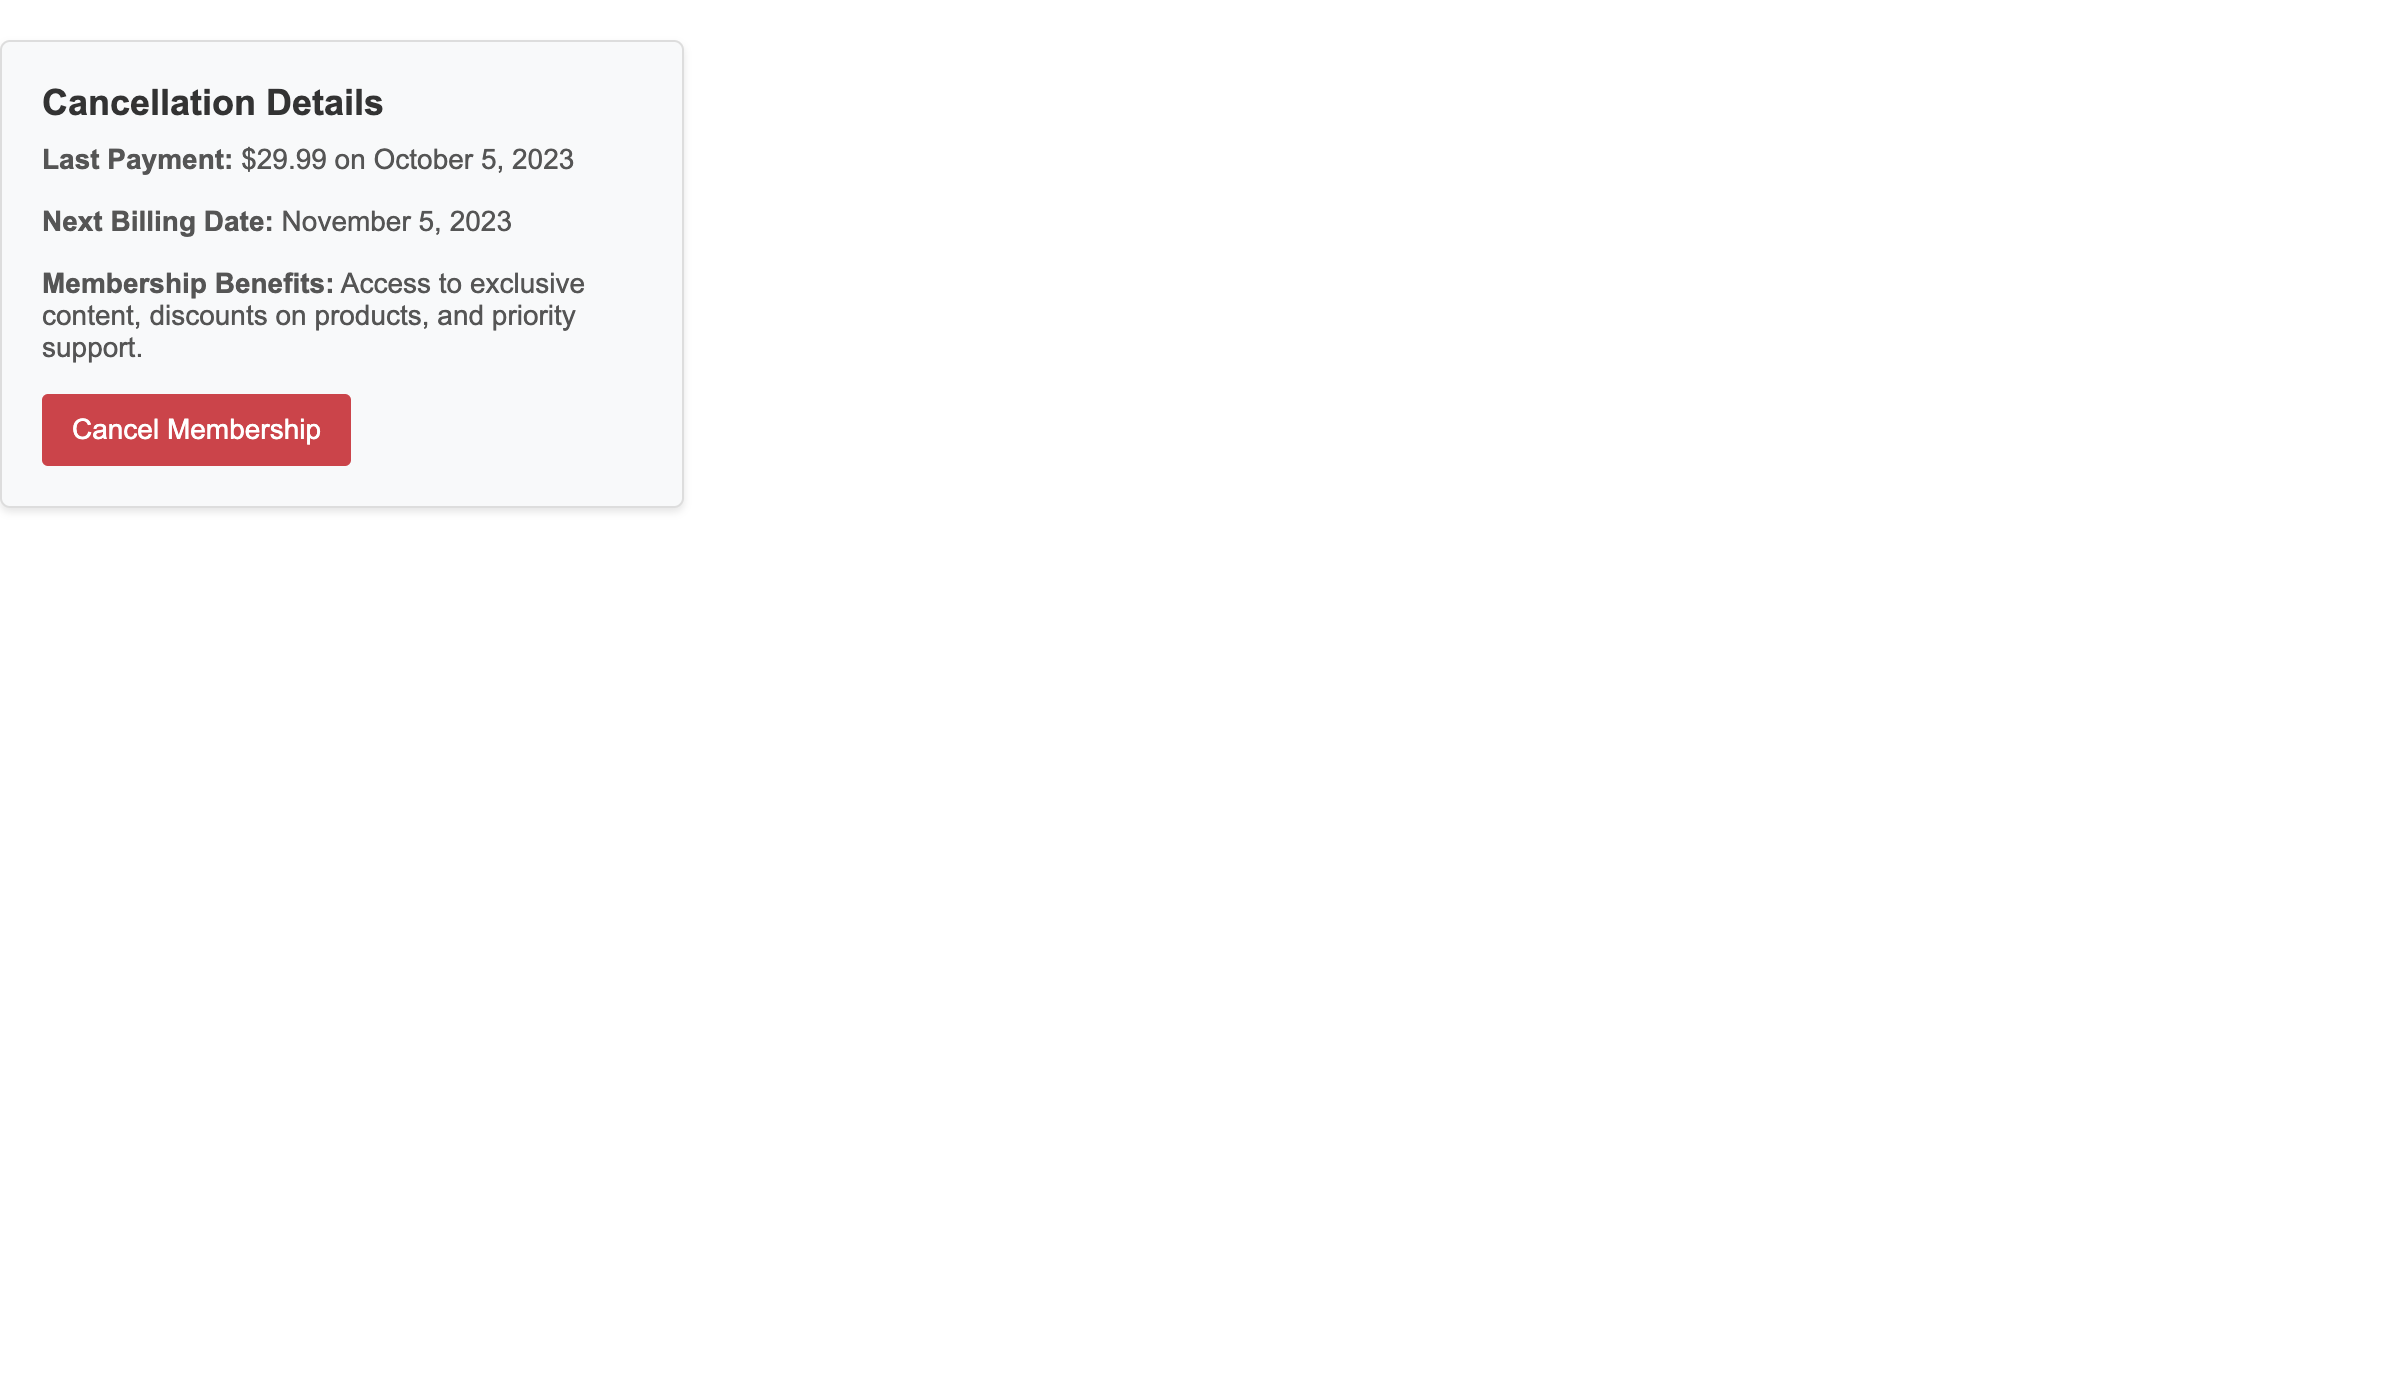 Cancellation Details
Last Payment: $29.99 on October 5, 2023
Next Billing Date: November 5, 2023
Membership Benefits: Access to exclusive
content, discounts on products, and priority
support.
Cancel Membership